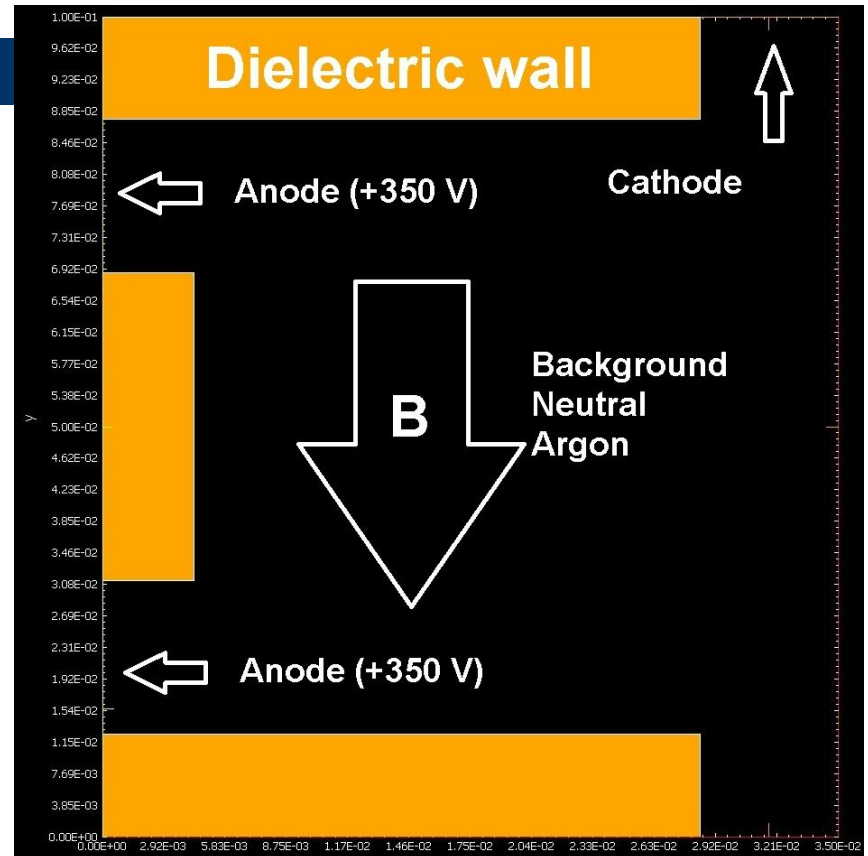 1.00E-01
9.62E-02
9.23E-02
8.85E-02
8.46E-02
8.08E-02
7.69E-02
7.31E-02
6.92E-02
6.54E-02
6.15E-02
5.77E-02
5.38E-02
5.00E-02
4.62E-02
4.23E-02
3.85E-02
3.46E-02
3.08E-02
2.69E-02
2.31E-02
1.92E-02
1.54E-02
1.15E-02
7.69E-03
3.85E-03
0.00E+00
y
Dielectric wall
Cathode
Anode (+350 V)
B
Background
Neutral
Argon
Anode (+350 V)
0.00E+00 2.92E-03 5.83E-03 8.75E-03 1.17E-02 1.46E-02 1.75E-02 2.04E-02 2.33E-02 2.63E-02 2.92E-02 3.21E-02 3.50E-02